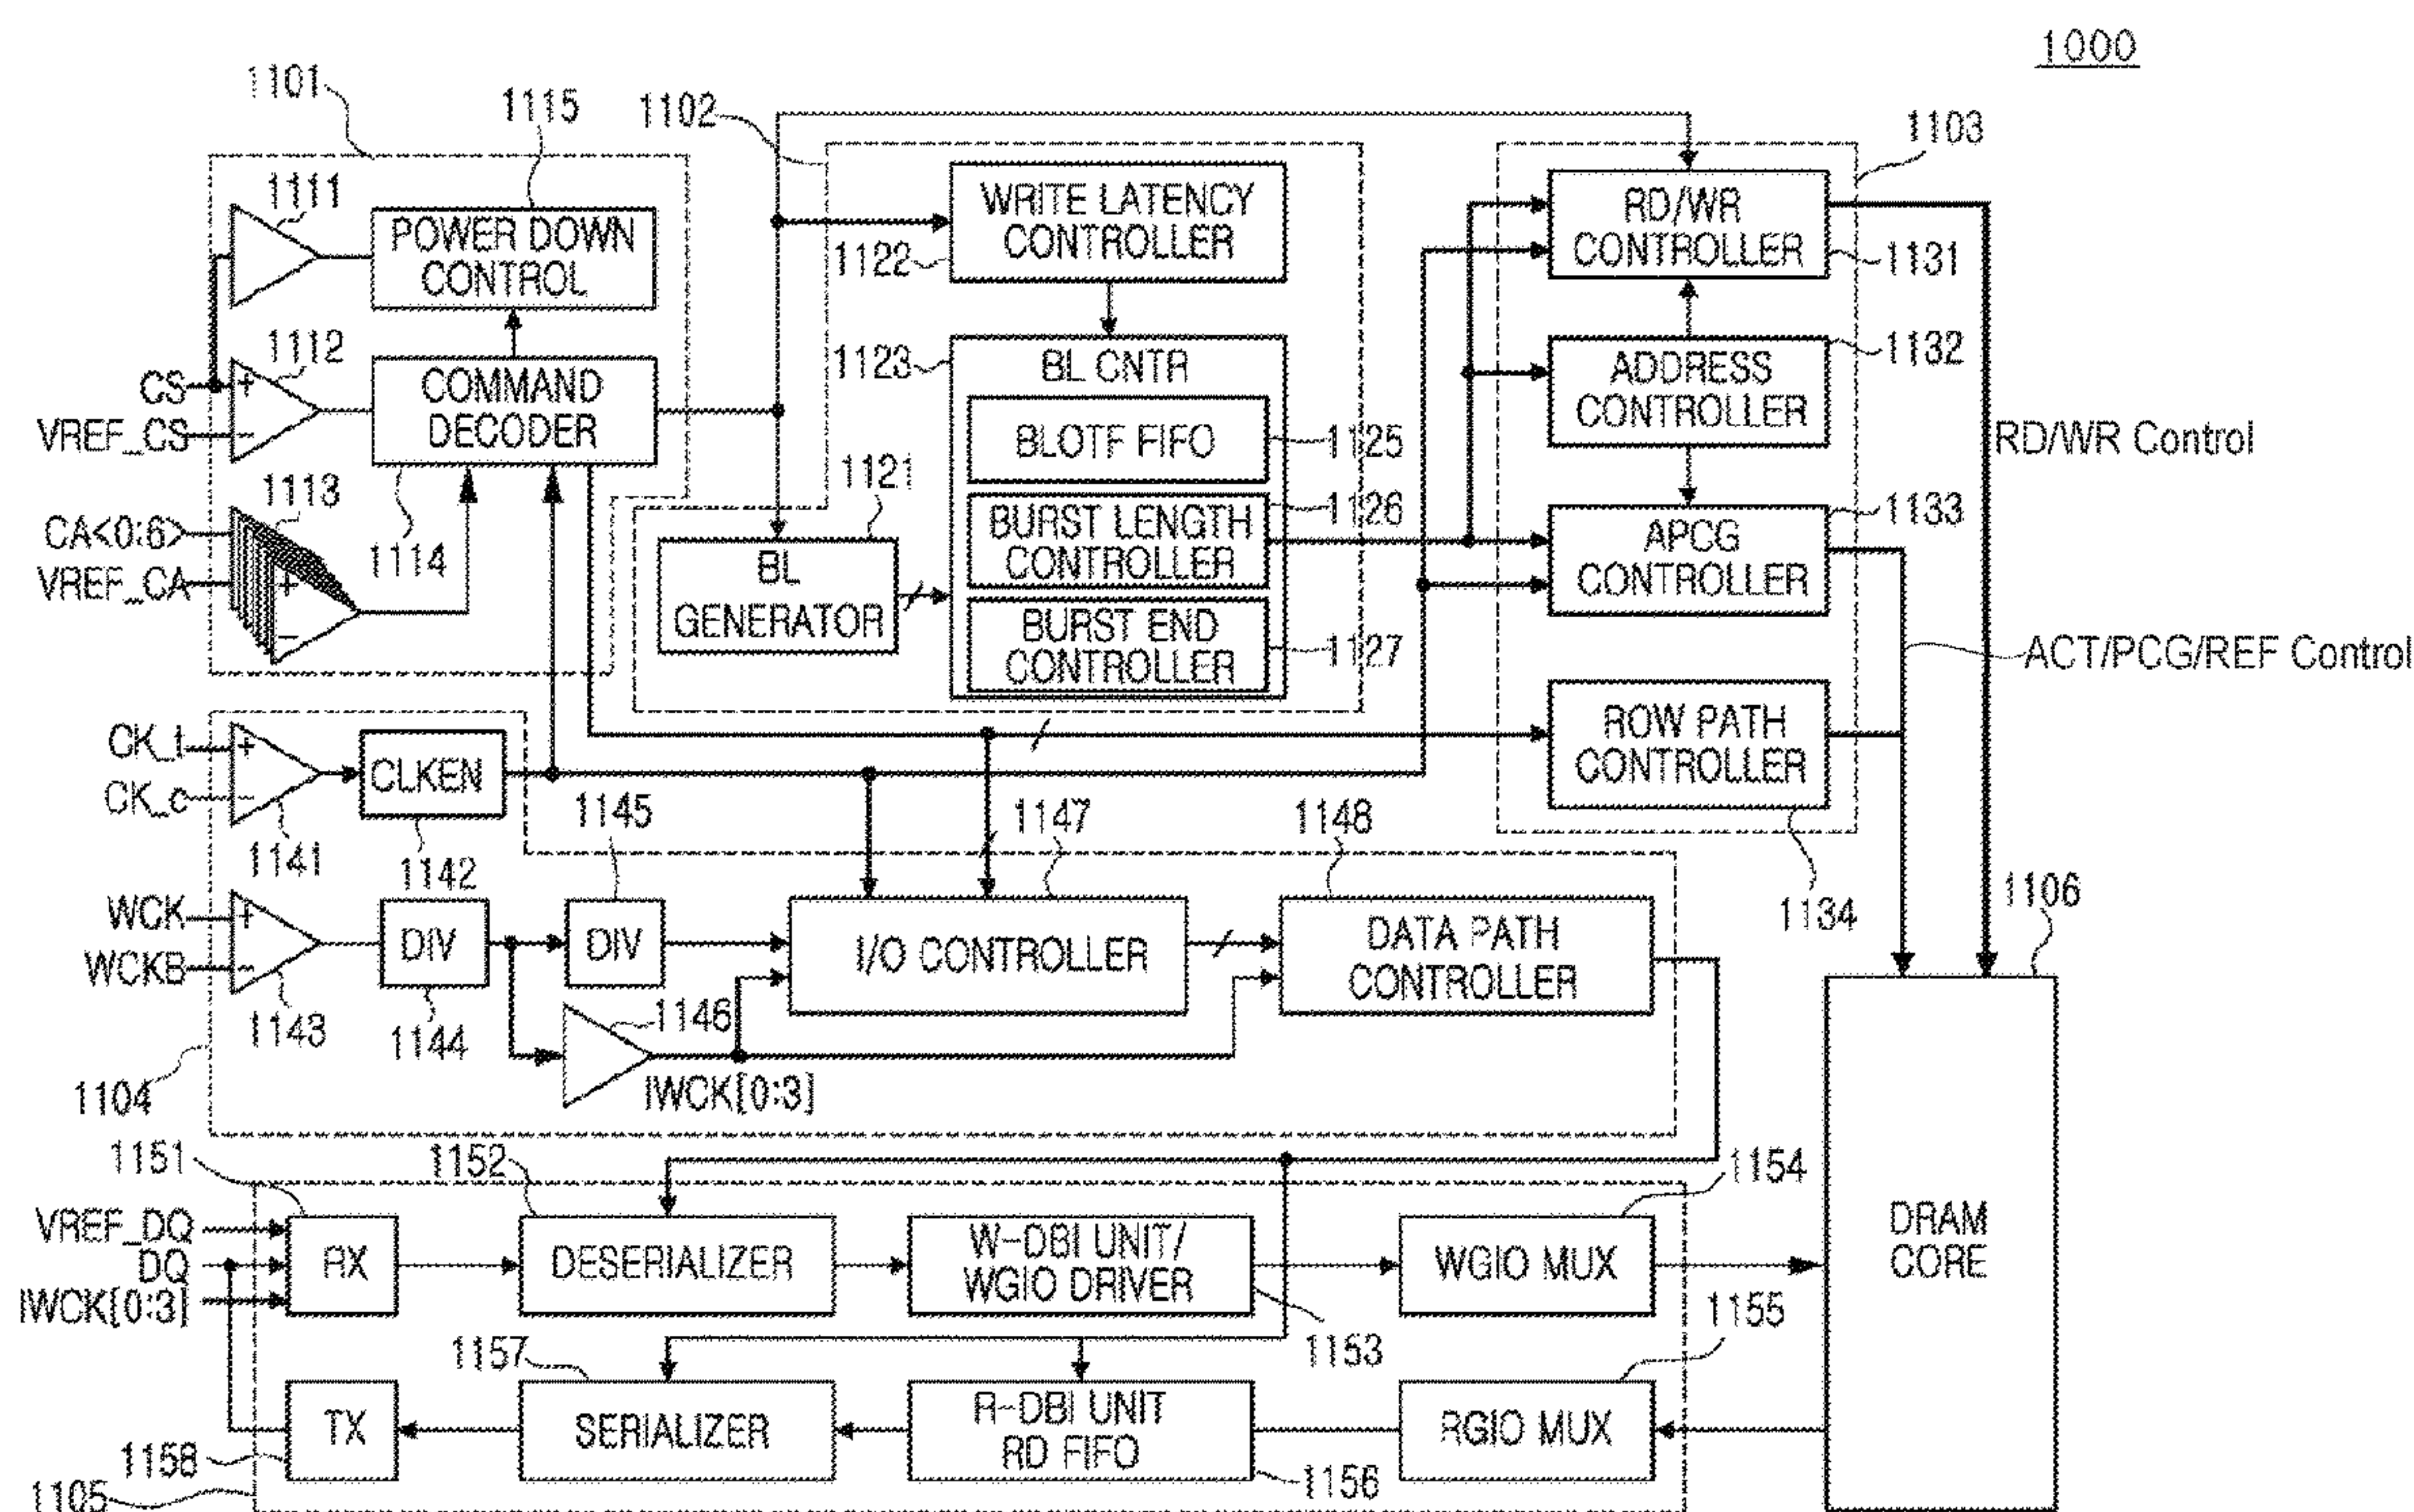 1000
1101
1115
1102
1103
1111
POWER DOWN
CONTROL
WRITE LATENCY
CONTROLLER
1122
RD/WR
CONTROLLER
1131
1112
CS
VREF_CS
COMMAND
DECODER
1114
1123
BL CNTR
BLOTF FIFO
1125
BURST LENGTH
CONTROLLER
1126
BURST END
CONTROLLER
1127
1132
ADDRESS
CONTROLLER
RD/WR Control
1113
CA<0:6>
VREF_CA
1121
BL
GENERATOR
1133
APCG
CONTROLLER
ACT/PCG/REF Control
ROW PATH
CONTROLLER
1134
CK_t
CK_c
1141
CLKEN
1142
1145
1147
1148
1106
WCK
WCKB
1143
DIV
1144
DIV
1146
IWCK[0:3]
I/O CONTROLLER
DATA PATH
CONTROLLER
1104
1151
1152
1154
VREF_DQ
DQ
IWCK[0:3]
RX
DESERIALIZER
W-DBI UNIT/
WGIO DRIVER
1153
WGIO MUX
DRAM
CORE
1155
1157
TX
1158
SERIALIZER
R-DBI UNIT
RD FIFO
1156
RGIO MUX
1105
+
−
+
−
+
−
+
−